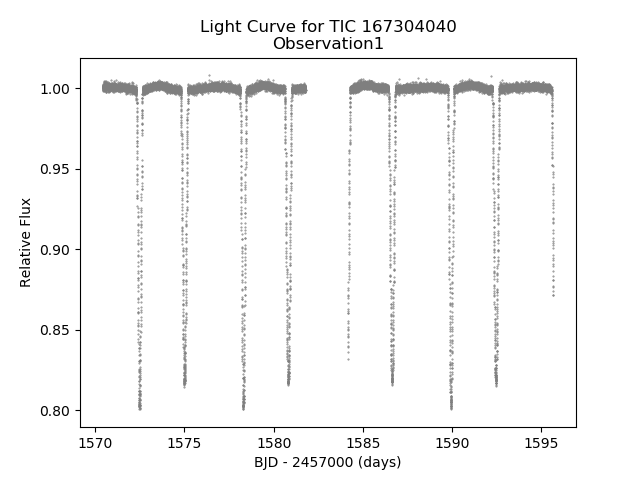 Light Curve for TIC 167304040
Observation1
1.00
0.95
0.90
0.85
0.80
Relative Flux
1570
1575
1580
1585
1590
1595
BJD - 2457000 (days)